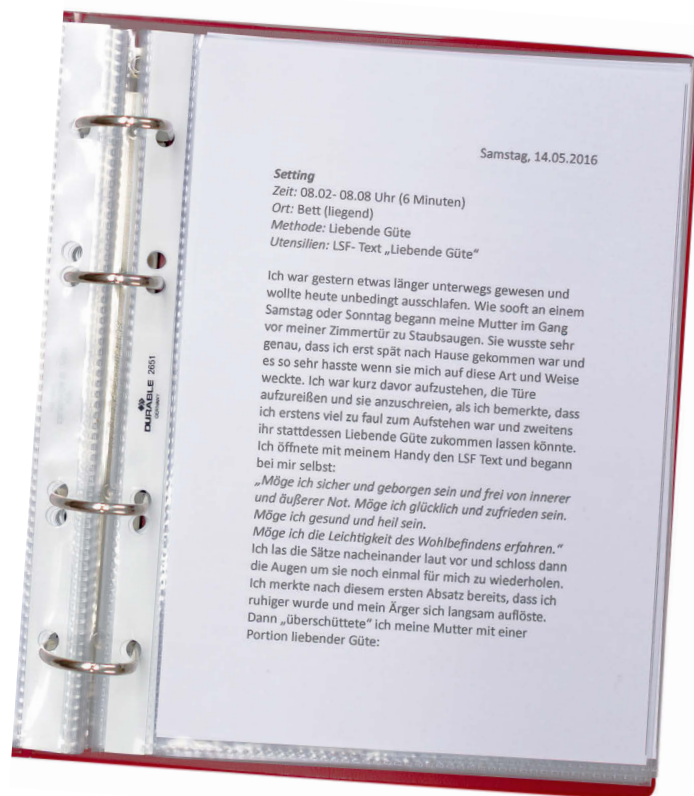 Samstag, 14.05.2016
Setting
Zeit: 08.02- 08.08 Uhr (6 Minuten)
Ort: Bett (liegend)
Methode: Liebende Güte
Utensilien: LSF- Text „Liebende Güte“
Ich war gestern etwas länger unterwegs gewesen und
wollte heute unbedingt ausschlafen. Wie sooft an einem
Samstag oder Sonntag begann meine Mutter im Gang
vor meiner Zimmertür zu Staubsaugen. Sie wusste sehr
genau, dass ich erst spät nach Hause gekommen war und
es so sehr hasste wenn sie mich auf diese Art und Weise
weckte. Ich war kurz davor aufzustehen, die Türe
aufzureißen und sie anzuschreien, als ich bemerkte, dass
ich erstens viel zu faul zum Aufstehen war und zweitens
ihr stattdessen Liebende Güte zukommen lassen könnte.
Ich öffnete mit meinem Handy den LSF Text und begann
bei mir selbst:
„Möge ich sicher und geborgen sein und frei von innerer
und äußerer Not. Möge ich glücklich und zufrieden sein.
Möge ich gesund und heil sein.
Möge ich die Leichtigkeit des Wohlbefindens erfahren.“
Ich las die Sätze nacheinander laut vor und schloss dann
die Augen um sie noch einmal für mich zu wiederholen.
Ich merkte nach diesem ersten Absatz bereits, dass ich
ruhiger wurde und mein Ärger sich langsam auflöste.
Dann „überschüttete“ ich meine Mutter mit einer
Portion liebender Güte:
DURABLE 2651
GERMANY